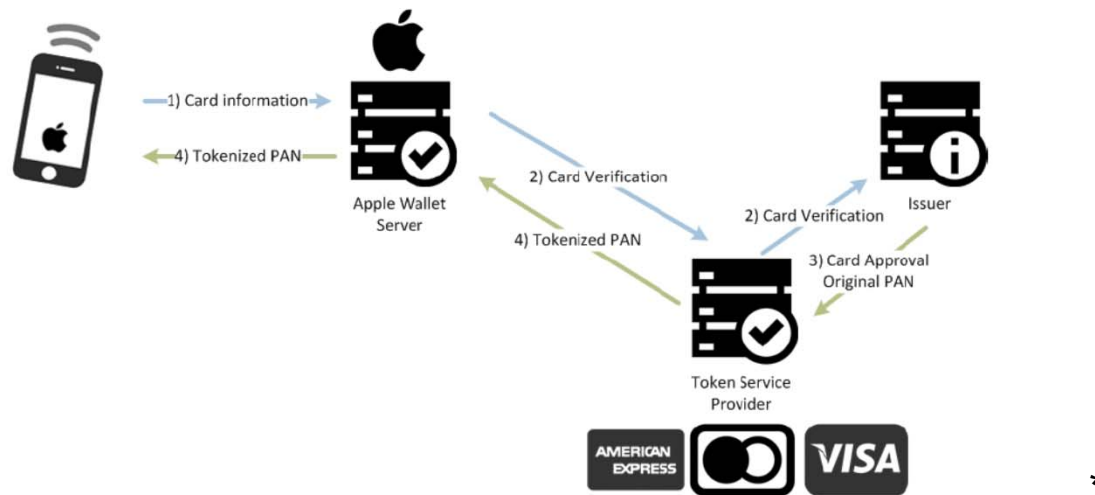 1) Card information
4) Tokenized PAN
Apple Wallet
Server
2) Card Verification
4) Tokenized PAN
2) Card Verification
Issuer
3) Card Approval
Original PAN
Token Service
Provider
AMERICAN
EXPRESS
VISA